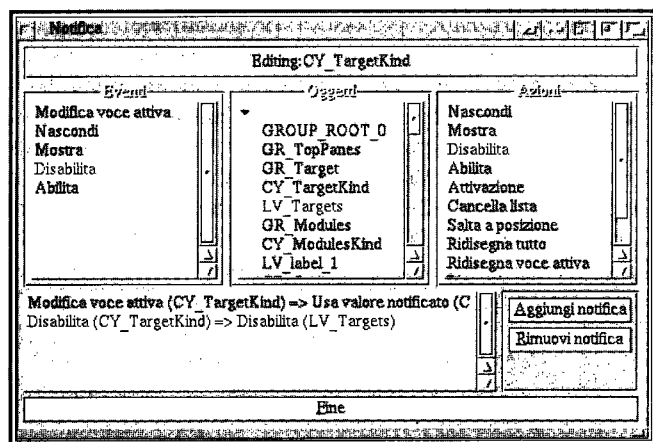 Notifica
Editing:CY_TargetKind
Eventi
Modifica voce attiva
Nascondi
Mostra
Disabilita
Abilita
Oggetti
GROUP_ROOT_0
GR_TopPanes
GR_Target
CY_TargetKind
LV_Targets
GR_Modules
CY_ModulesKind
LV_label_1
Azioni
Nascondi
Mostra
Disabilita
Abilita
Attivazione
Cancella lista
Salta a posizione
Ridisegna tutto
Ridisegna voce attiva
Modifica voce attiva (CY_TargetKind) => Usa valore notificato (C
Disabilita (CY_TargetKind) => Disabilita (LV_Targets)
Aggiungi notifica
Rimuovi notifica
Fine